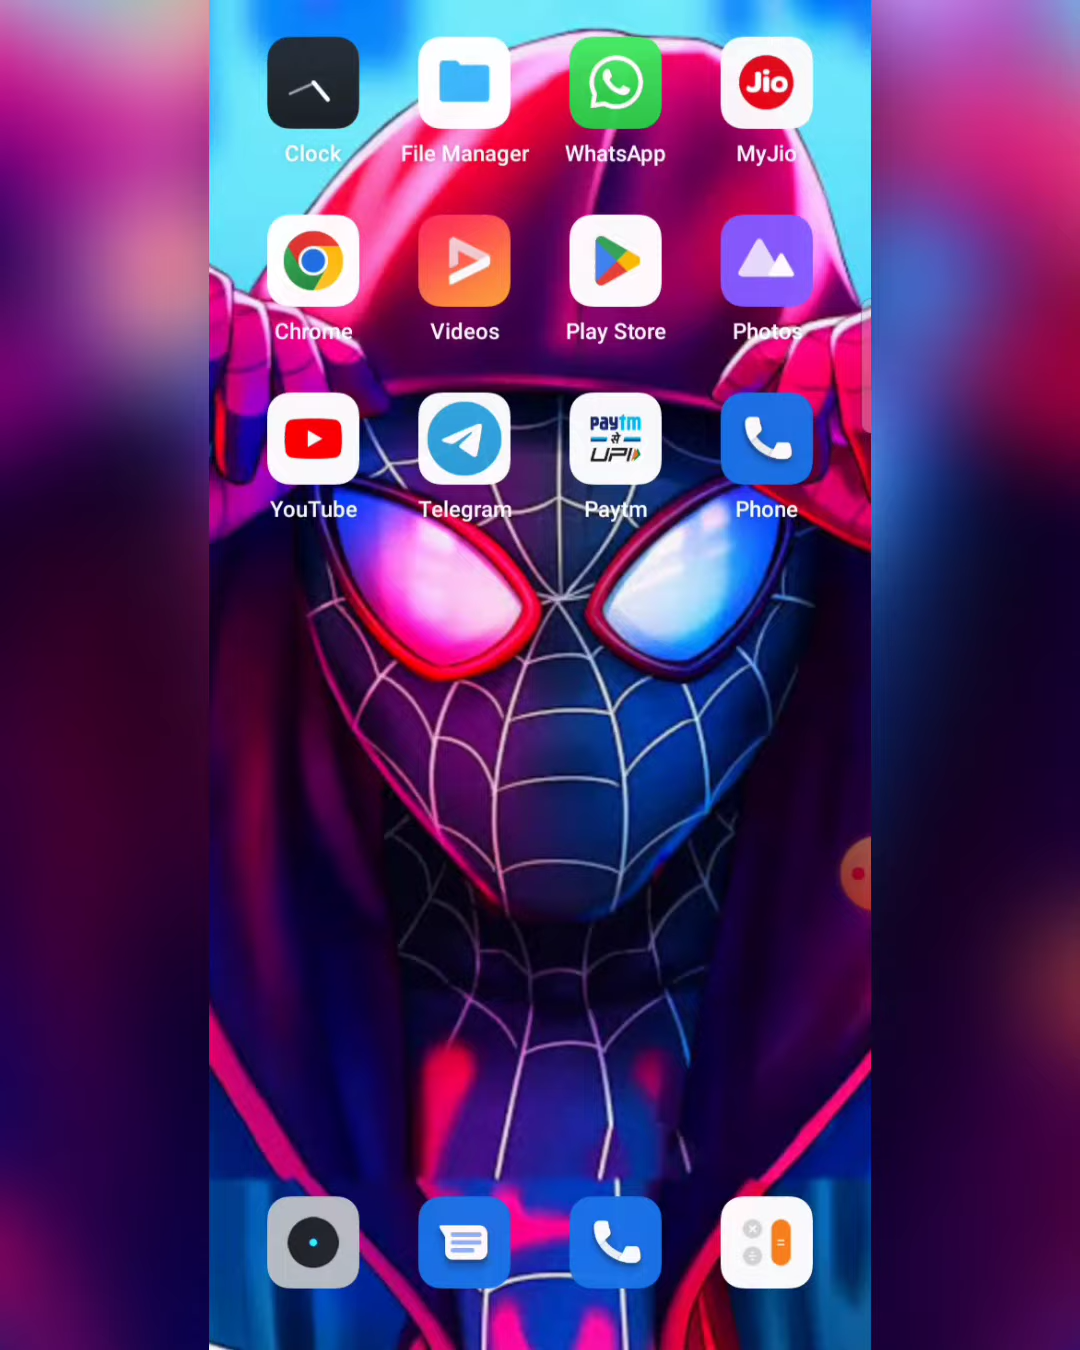 Jio
Clock
File Manager
WhatsApp
MyJio
Chrome
Videos
Play Store
Photos
paytm
से
UPI
YouTube
Telegram
Paytm
Phone